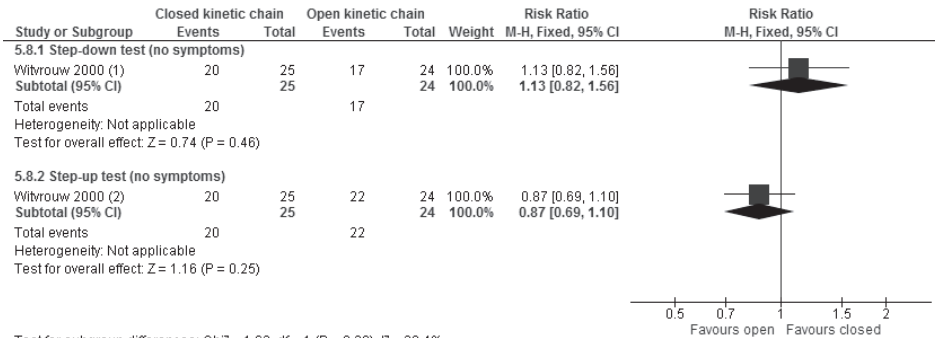 Closed kinetic chain Open kinetic chain Risk Ratio Risk Ratio
Study or Subgroup Events Total Events Total Weight M-H, Fixed, 95% CI M-H, Fixed, 95% CI
5.8.1 Step-down test (no symptoms)
Witvrouw 2000 (1) 20 25 17 24 100.0% 1.13 [0.82, 1.56]
Subtotal (95% CI) 25 24 100.0% 1.13 [0.82, 1.56]
Total events 20 17
Heterogeneity: Not applicable
Test for overall effect: Z = 0.74 (P = 0.46)
5.8.2 Step-up test (no symptoms)
Witvrouw 2000 (2) 20 25 22 24 100.0% 0.87 [0.69, 1.10]
Subtotal (95% CI) 25 24 100.0% 0.87 [0.69, 1.10]
Total events 20 22
Heterogeneity: Not applicable
Test for overall effect: Z = 1.16 (P = 0.25)
0.5 0.7 1 1.5 2
Favours open Favours closed